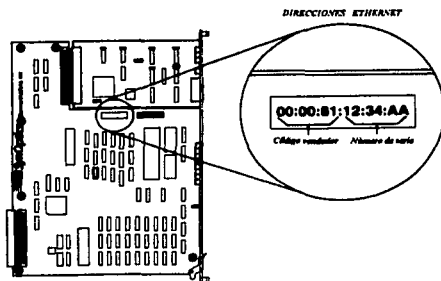 DIRECCIONES ETHERNET
00:00:81:12:34:AA
Código vendedor
Número de serie